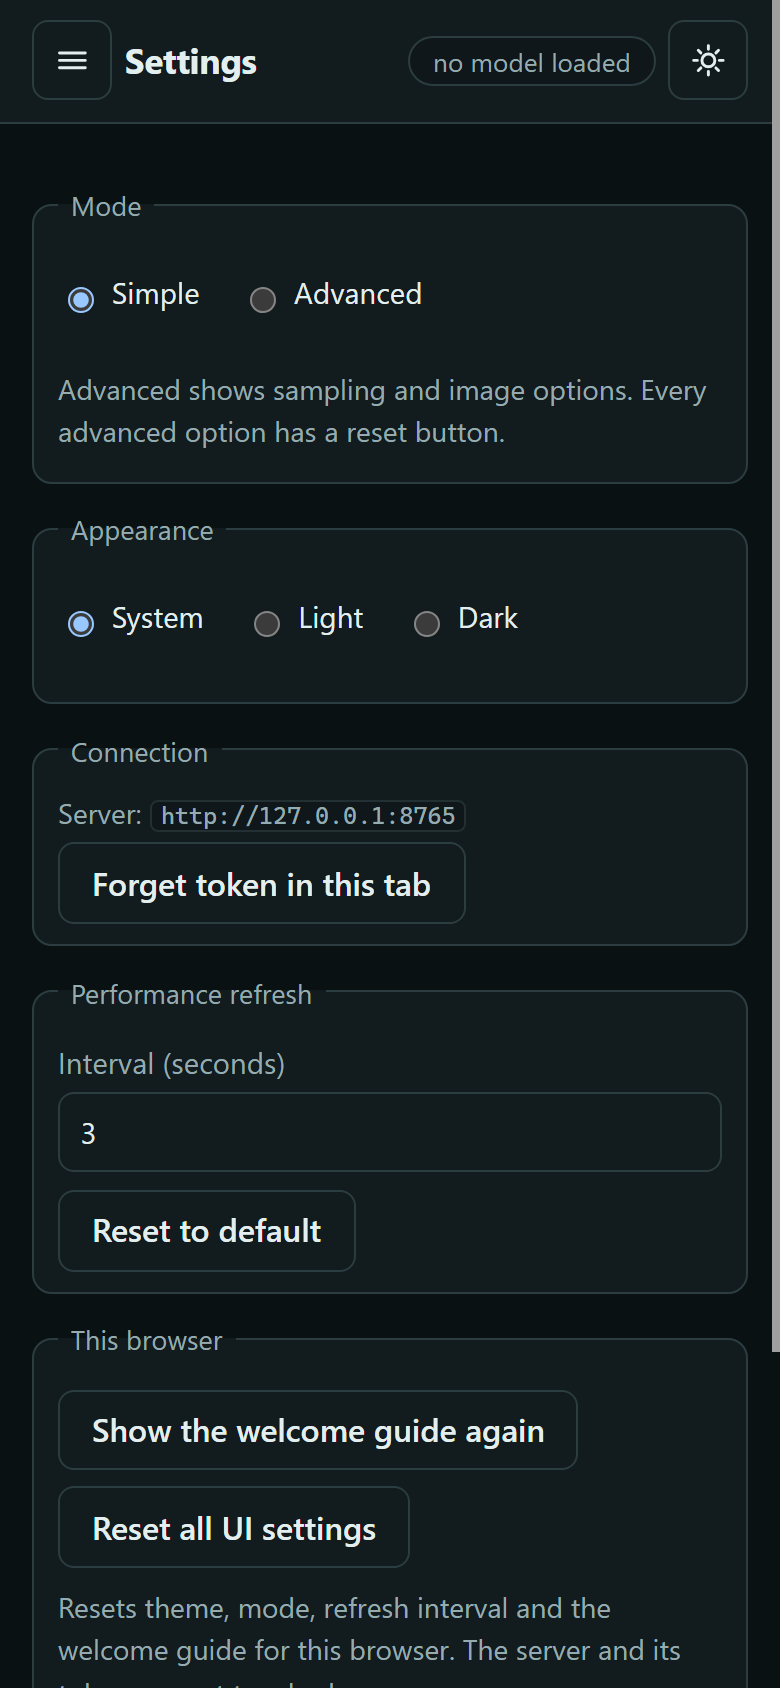 Settings
no model loaded
Mode
Simple
Advanced
Advanced shows sampling and image options. Every
advanced option has a reset button.
Appearance
System
Light
Dark
Connection
Server: http://127.0.0.1:8765
Forget token in this tab
Performance refresh
Interval (seconds)
3
Reset to default
This browser
Show the welcome guide again
Reset all UI settings
Resets theme, mode, refresh interval and the
welcome guide for this browser. The server and its